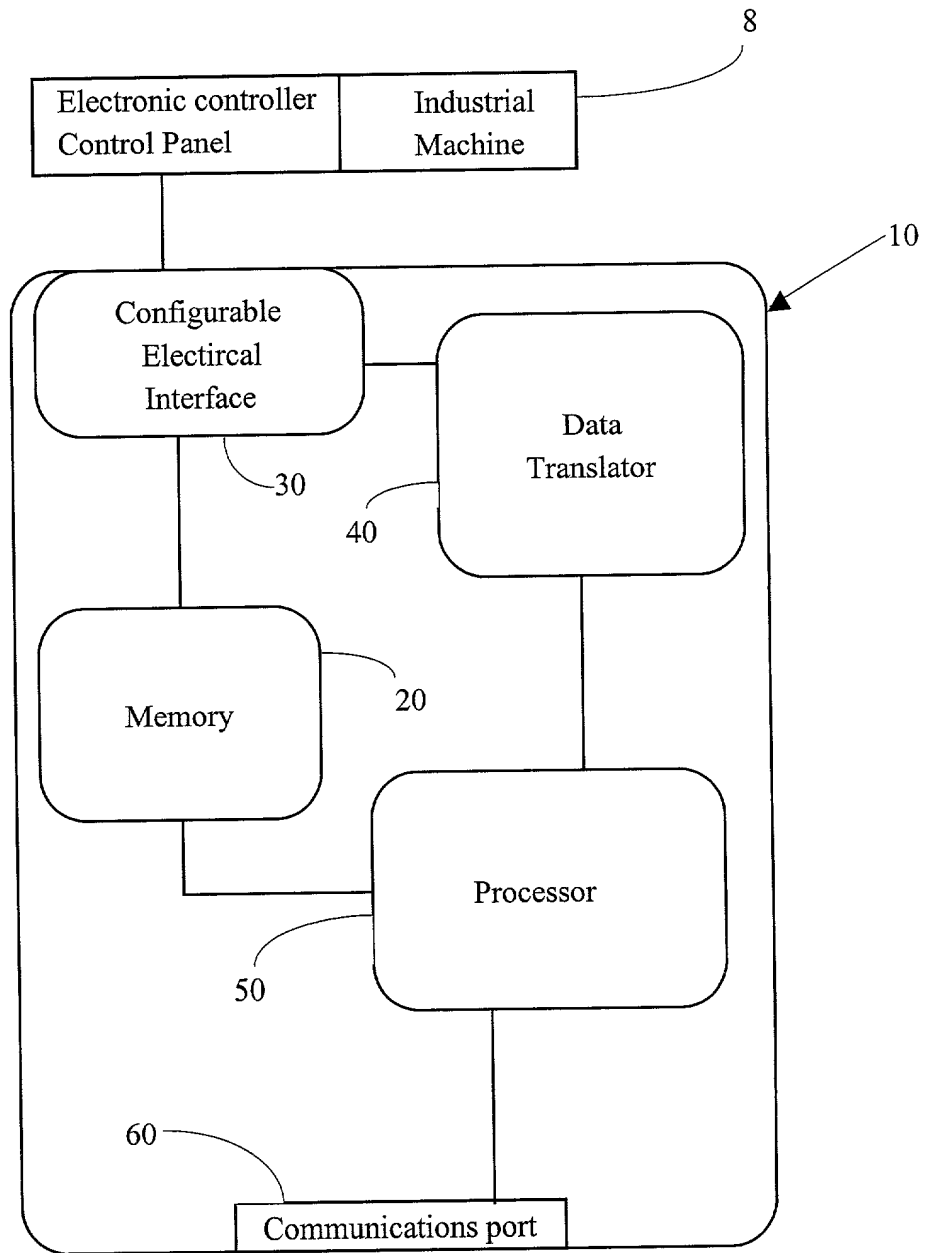 8
Electronic controller
Control Panel
Industrial
Machine
10
Configurable
Electircal
Interface
30
Data
Translator
40
Memory
20
Processor
50
60
Communications port